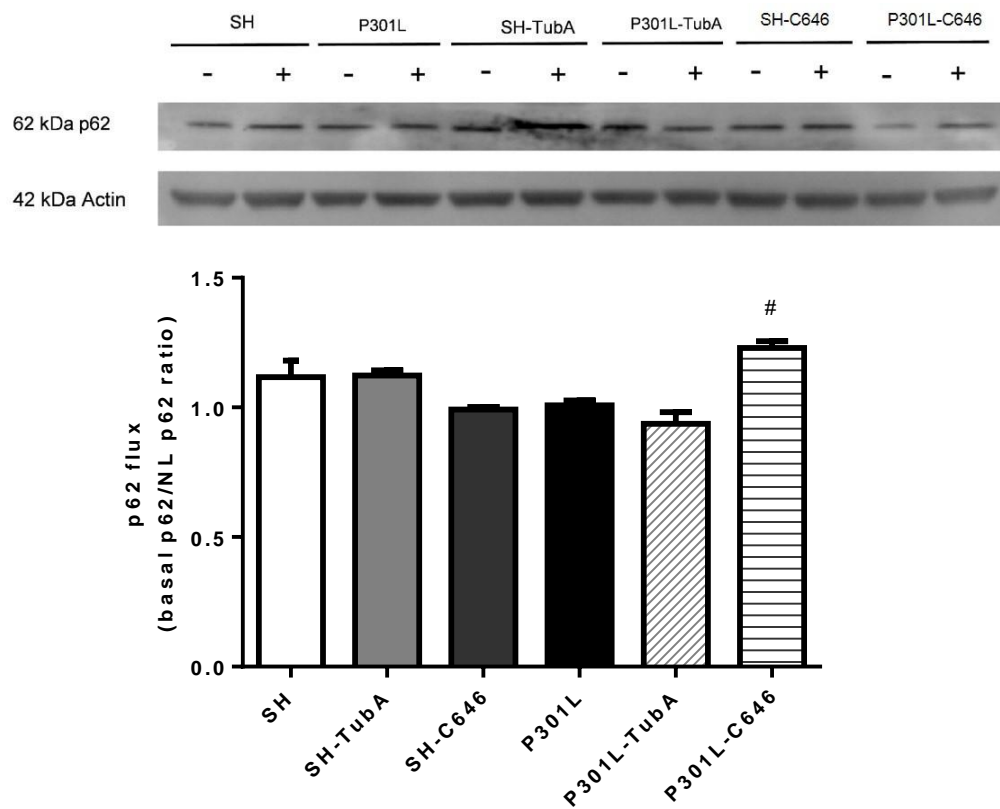 SH P301L SH-TubA P301L-TubA SH-C646 P301L-C646
- + - + - + - + - + - +
62 kDa p62
42 kDa Actin
p62 flux
(basal p62/NL p62 ratio)
1.5
1.0
0.5
0.0
#
SH SH-TubA SH-C646 P301L P301L-TubA P301L-C646